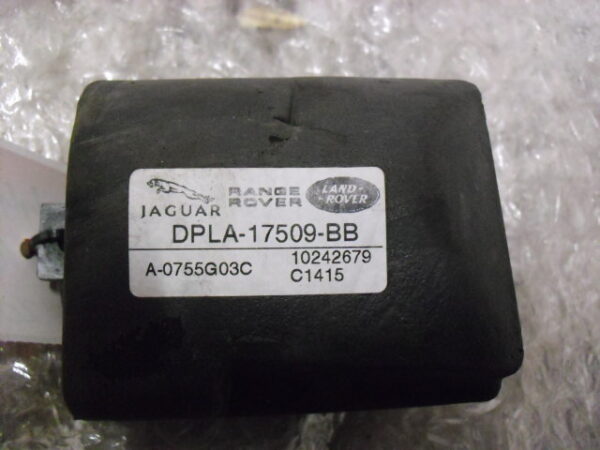 JAGUAR RANGE ROVER LAND-ROVER
DPLA-17509-BB
A-0755G03C 10242679
C1415